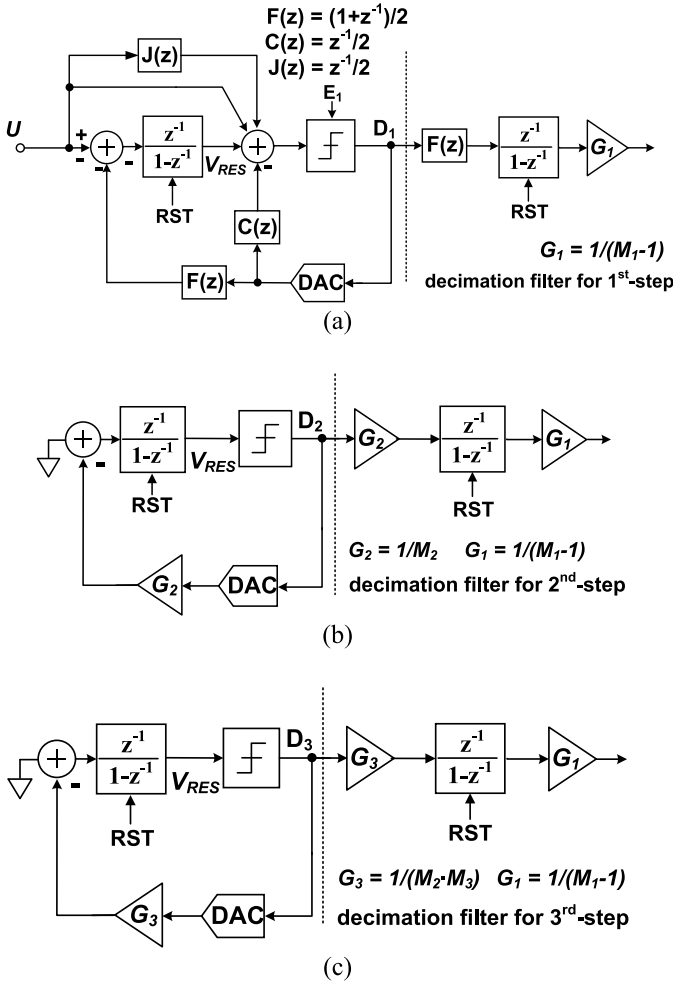 F(z) = (1+z⁻¹)/2
C(z) = z⁻¹/2
J(z) = z⁻¹/2
J(z)
E₁
U
+
-
-
-
z⁻¹
1-z⁻¹
V_RES
+
-
D₁
F(z)
z⁻¹
1-z⁻¹
G₁
RST
RST
C(z)
G₁ = 1/(M₁-1)
F(z)
DAC
decimation filter for 1ˢᵗ-step
(a)
+
-
z⁻¹
1-z⁻¹
V_RES
D₂
G₂
z⁻¹
1-z⁻¹
G₁
RST
RST
G₂ = 1/M₂ G₁ = 1/(M₁-1)
G₂
DAC
decimation filter for 2ⁿᵈ-step
(b)
+
-
z⁻¹
1-z⁻¹
V_RES
D₃
G₃
z⁻¹
1-z⁻¹
G₁
RST
RST
G₃ = 1/(M₂·M₃) G₁ = 1/(M₁-1)
G₃
DAC
decimation filter for 3ʳᵈ-step
(c)